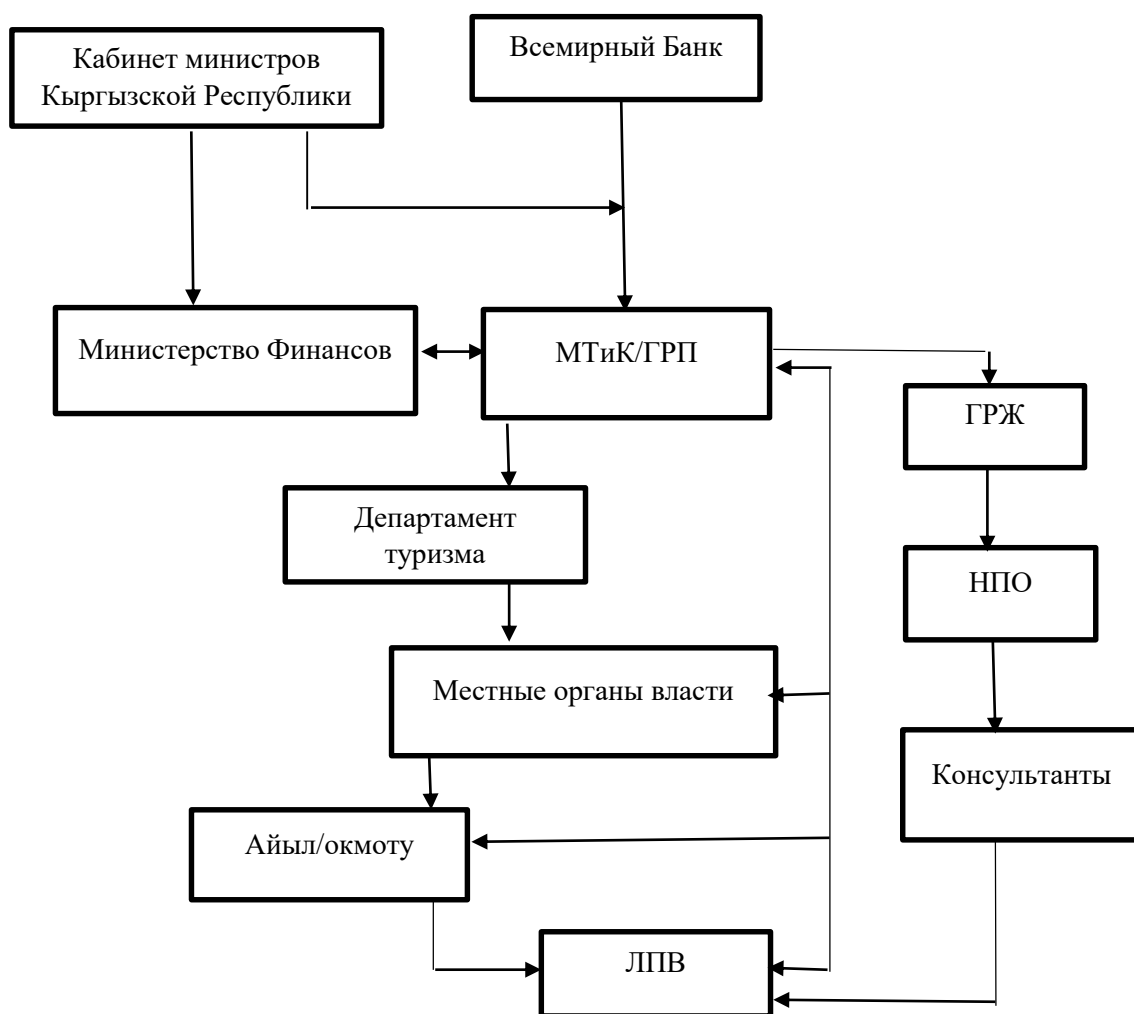 Кабинет министров
Кыргызской Республики
Всемирный Банк
Министерство Финансов
МТиК/ГРП
ГРЖ
Департамент
туризма
НПО
Местные органы власти
Консультанты
Айыл/окмоту
ЛПВ